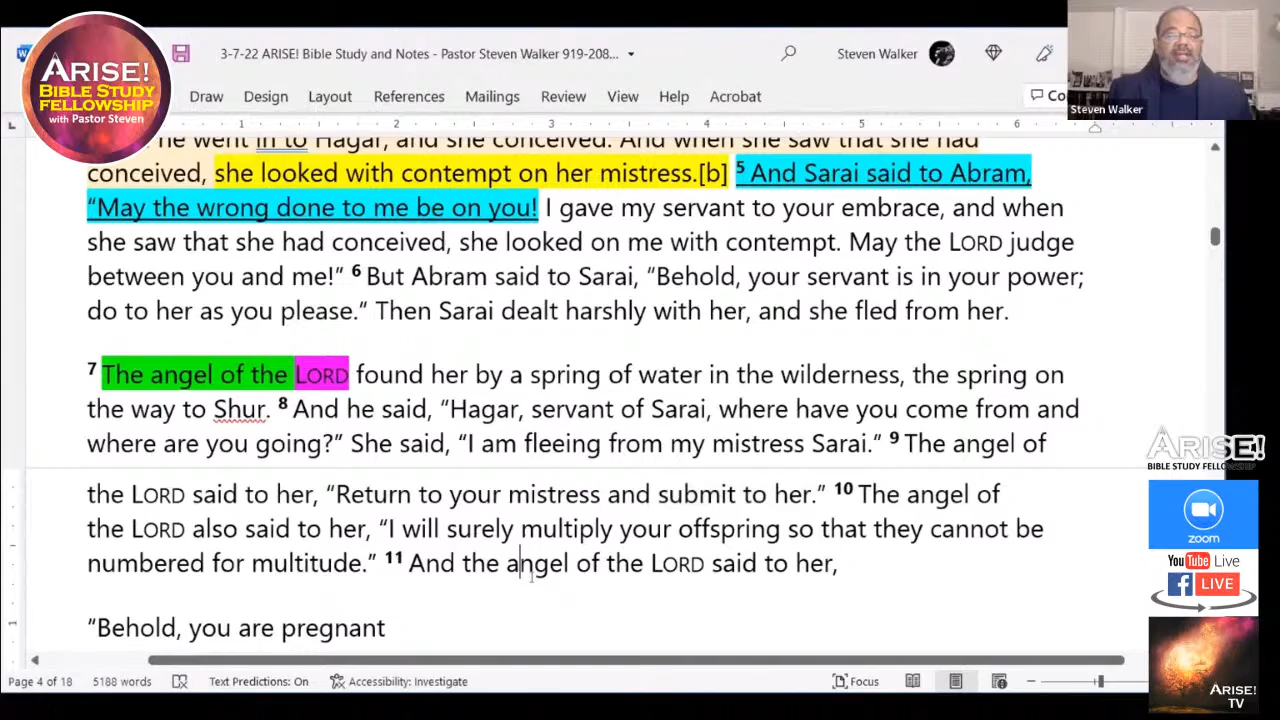 ARISE!
BIBLE STUDY
FELLOWSHIP
with Pastor Steven
3-7-22 ARISE! Bible Study and Notes - Pastor Steven Walker 919-208...
Steven Walker
Draw Design Layout References Mailings Review View Help Acrobat
Co
Steven Walker
1 2 3 4 5 6
he went in to Hagar, and she conceived. And when she saw that she had
conceived, she looked with contempt on her mistress.[b] 5 And Sarai said to Abram,
“May the wrong done to me be on you! I gave my servant to your embrace, and when
she saw that she had conceived, she looked on me with contempt. May the LORD judge
between you and me!” 6 But Abram said to Sarai, “Behold, your servant is in your power;
do to her as you please.” Then Sarai dealt harshly with her, and she fled from her.
7 The angel of the LORD found her by a spring of water in the wilderness, the spring on
the way to Shur. 8 And he said, “Hagar, servant of Sarai, where have you come from and
where are you going?” She said, “I am fleeing from my mistress Sarai.” 9 The angel of
the LORD said to her, “Return to your mistress and submit to her.” 10 The angel of
the LORD also said to her, “I will surely multiply your offspring so that they cannot be
numbered for multitude.” 11 And the angel of the LORD said to her,
“Behold, you are pregnant
Page 4 of 18 5188 words Text Predictions: On Accessibility: Investigate Focus
ARISE!
BIBLE STUDY FELLOWSHIP
zoom
YouTube Live
f LIVE
ARISE!
TV